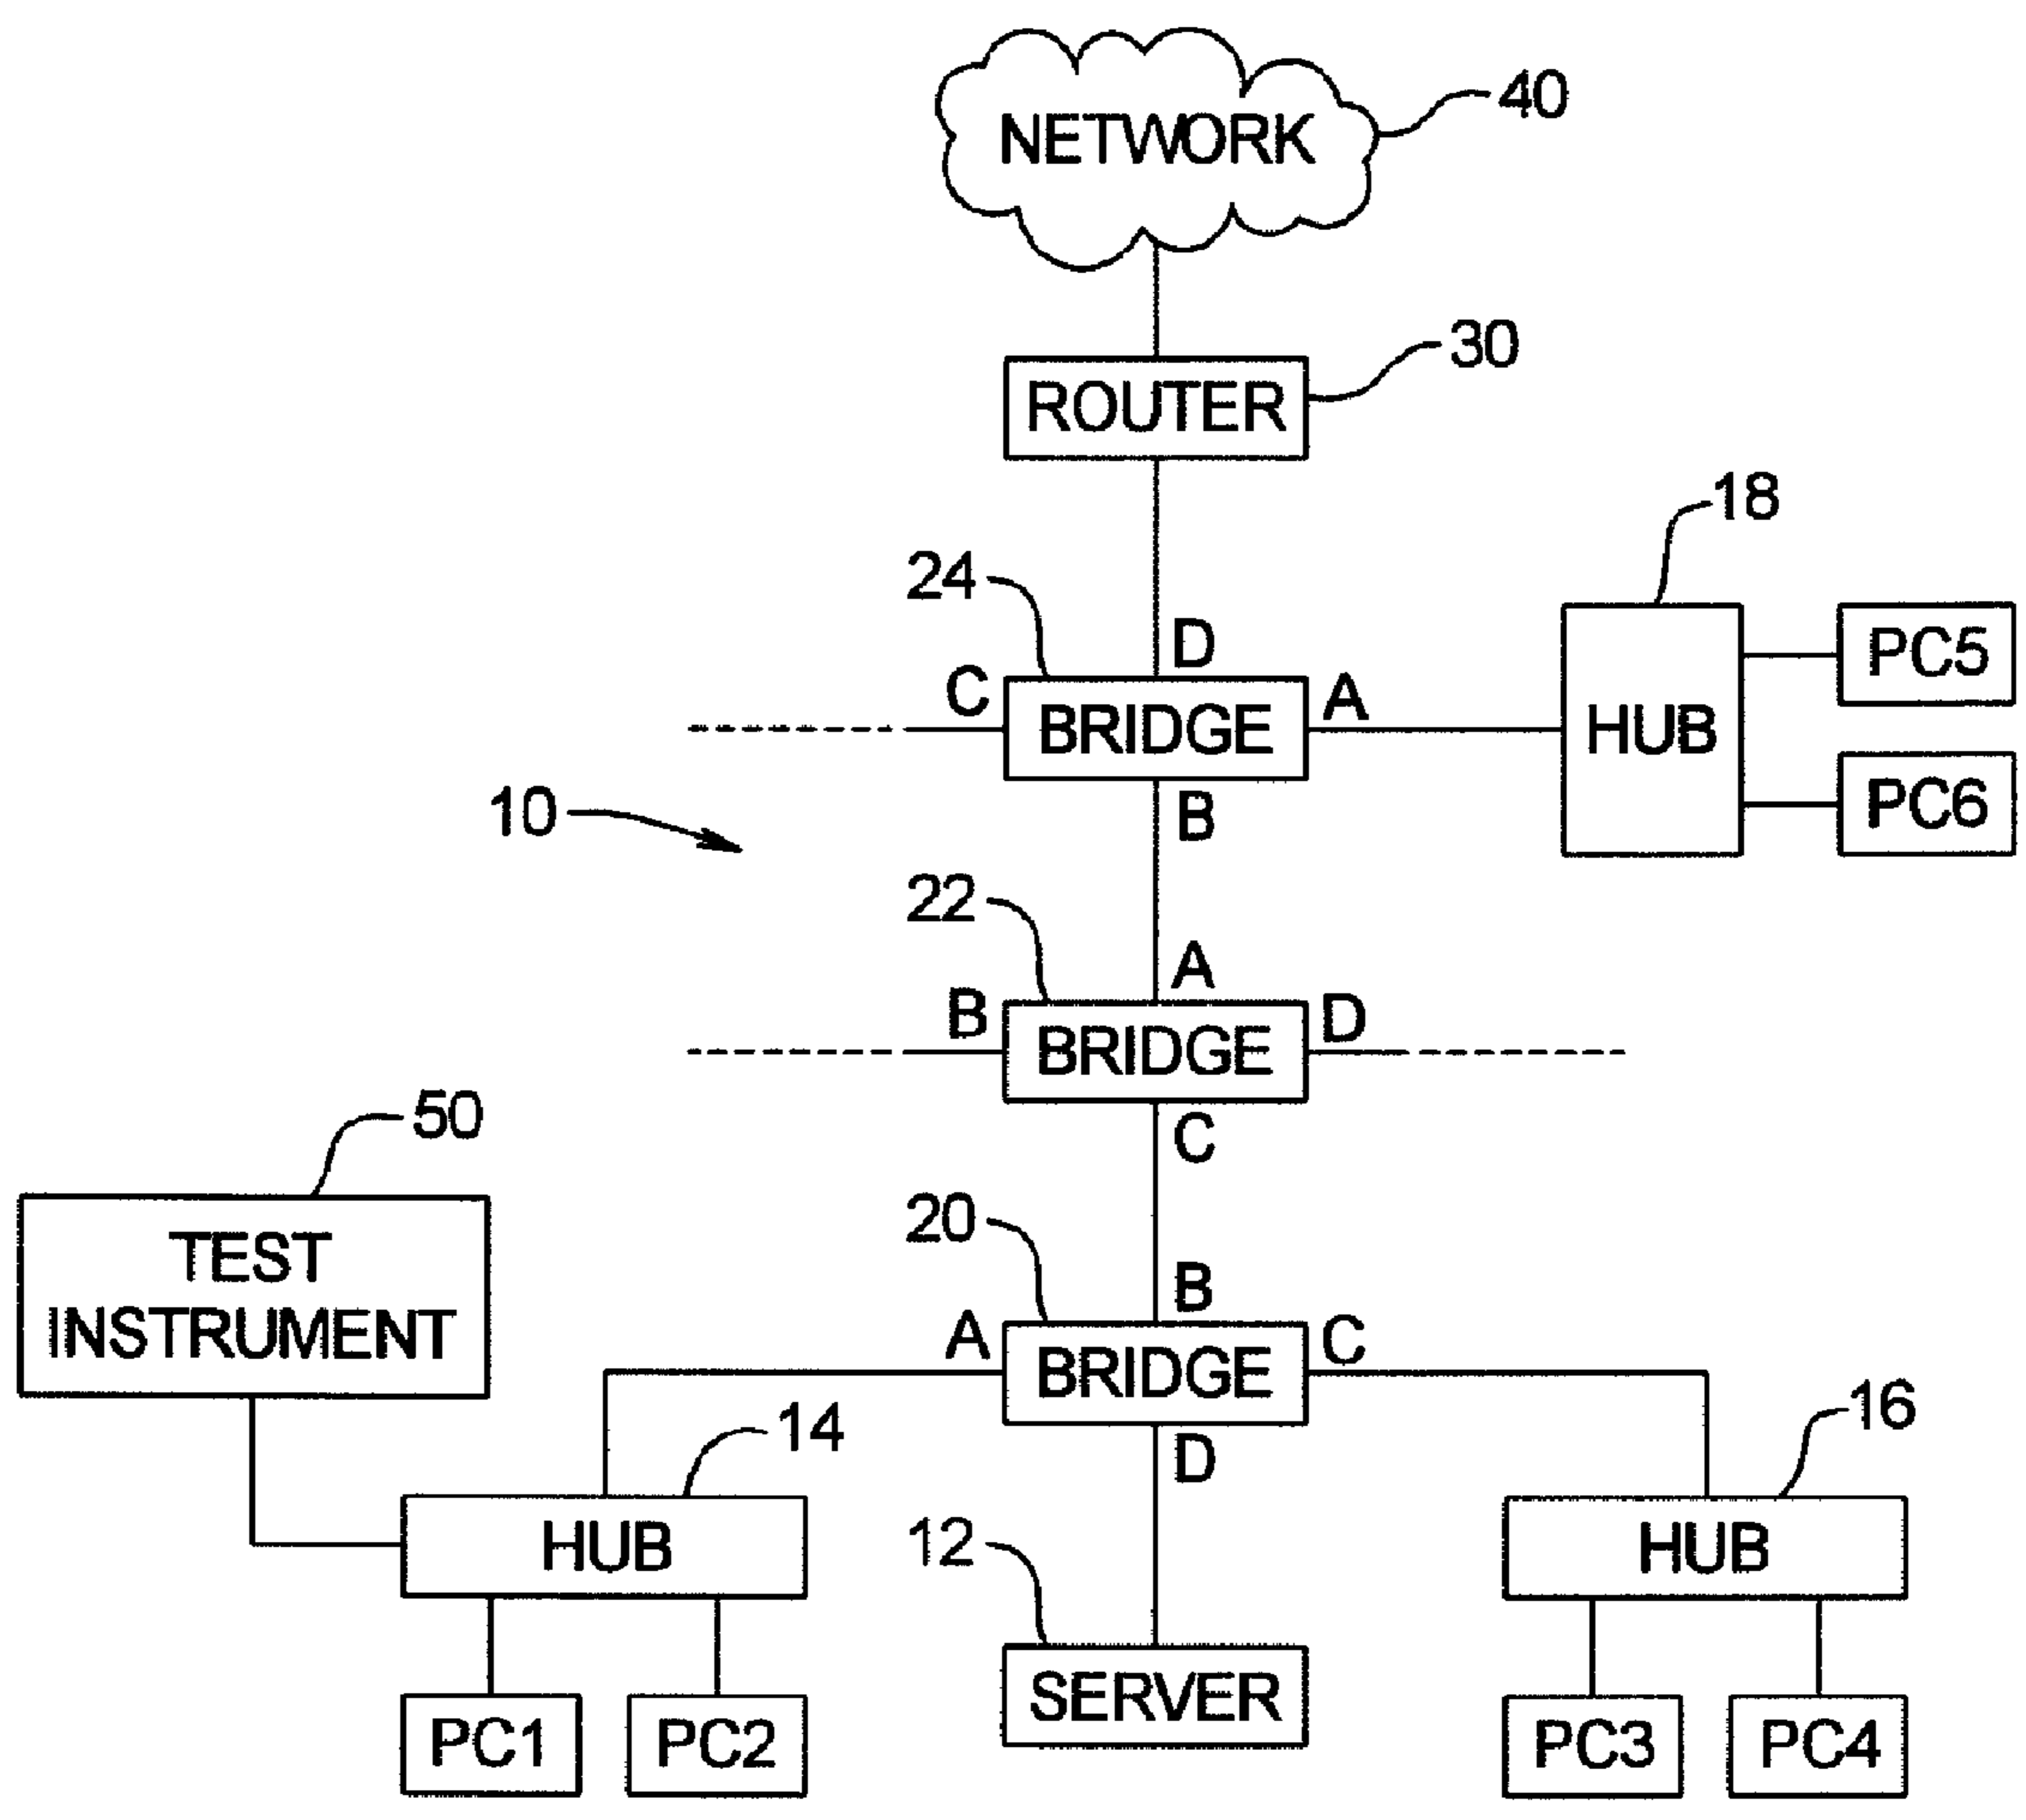 NETWORK
40
ROUTER
30
18
24
D
C
BRIDGE
A
HUB
PC5
PC6
B
10
22
A
B
BRIDGE
D
C
50
TEST
INSTRUMENT
20
B
A
BRIDGE
C
D
14
16
HUB
12
HUB
SERVER
PC1
PC2
PC3
PC4